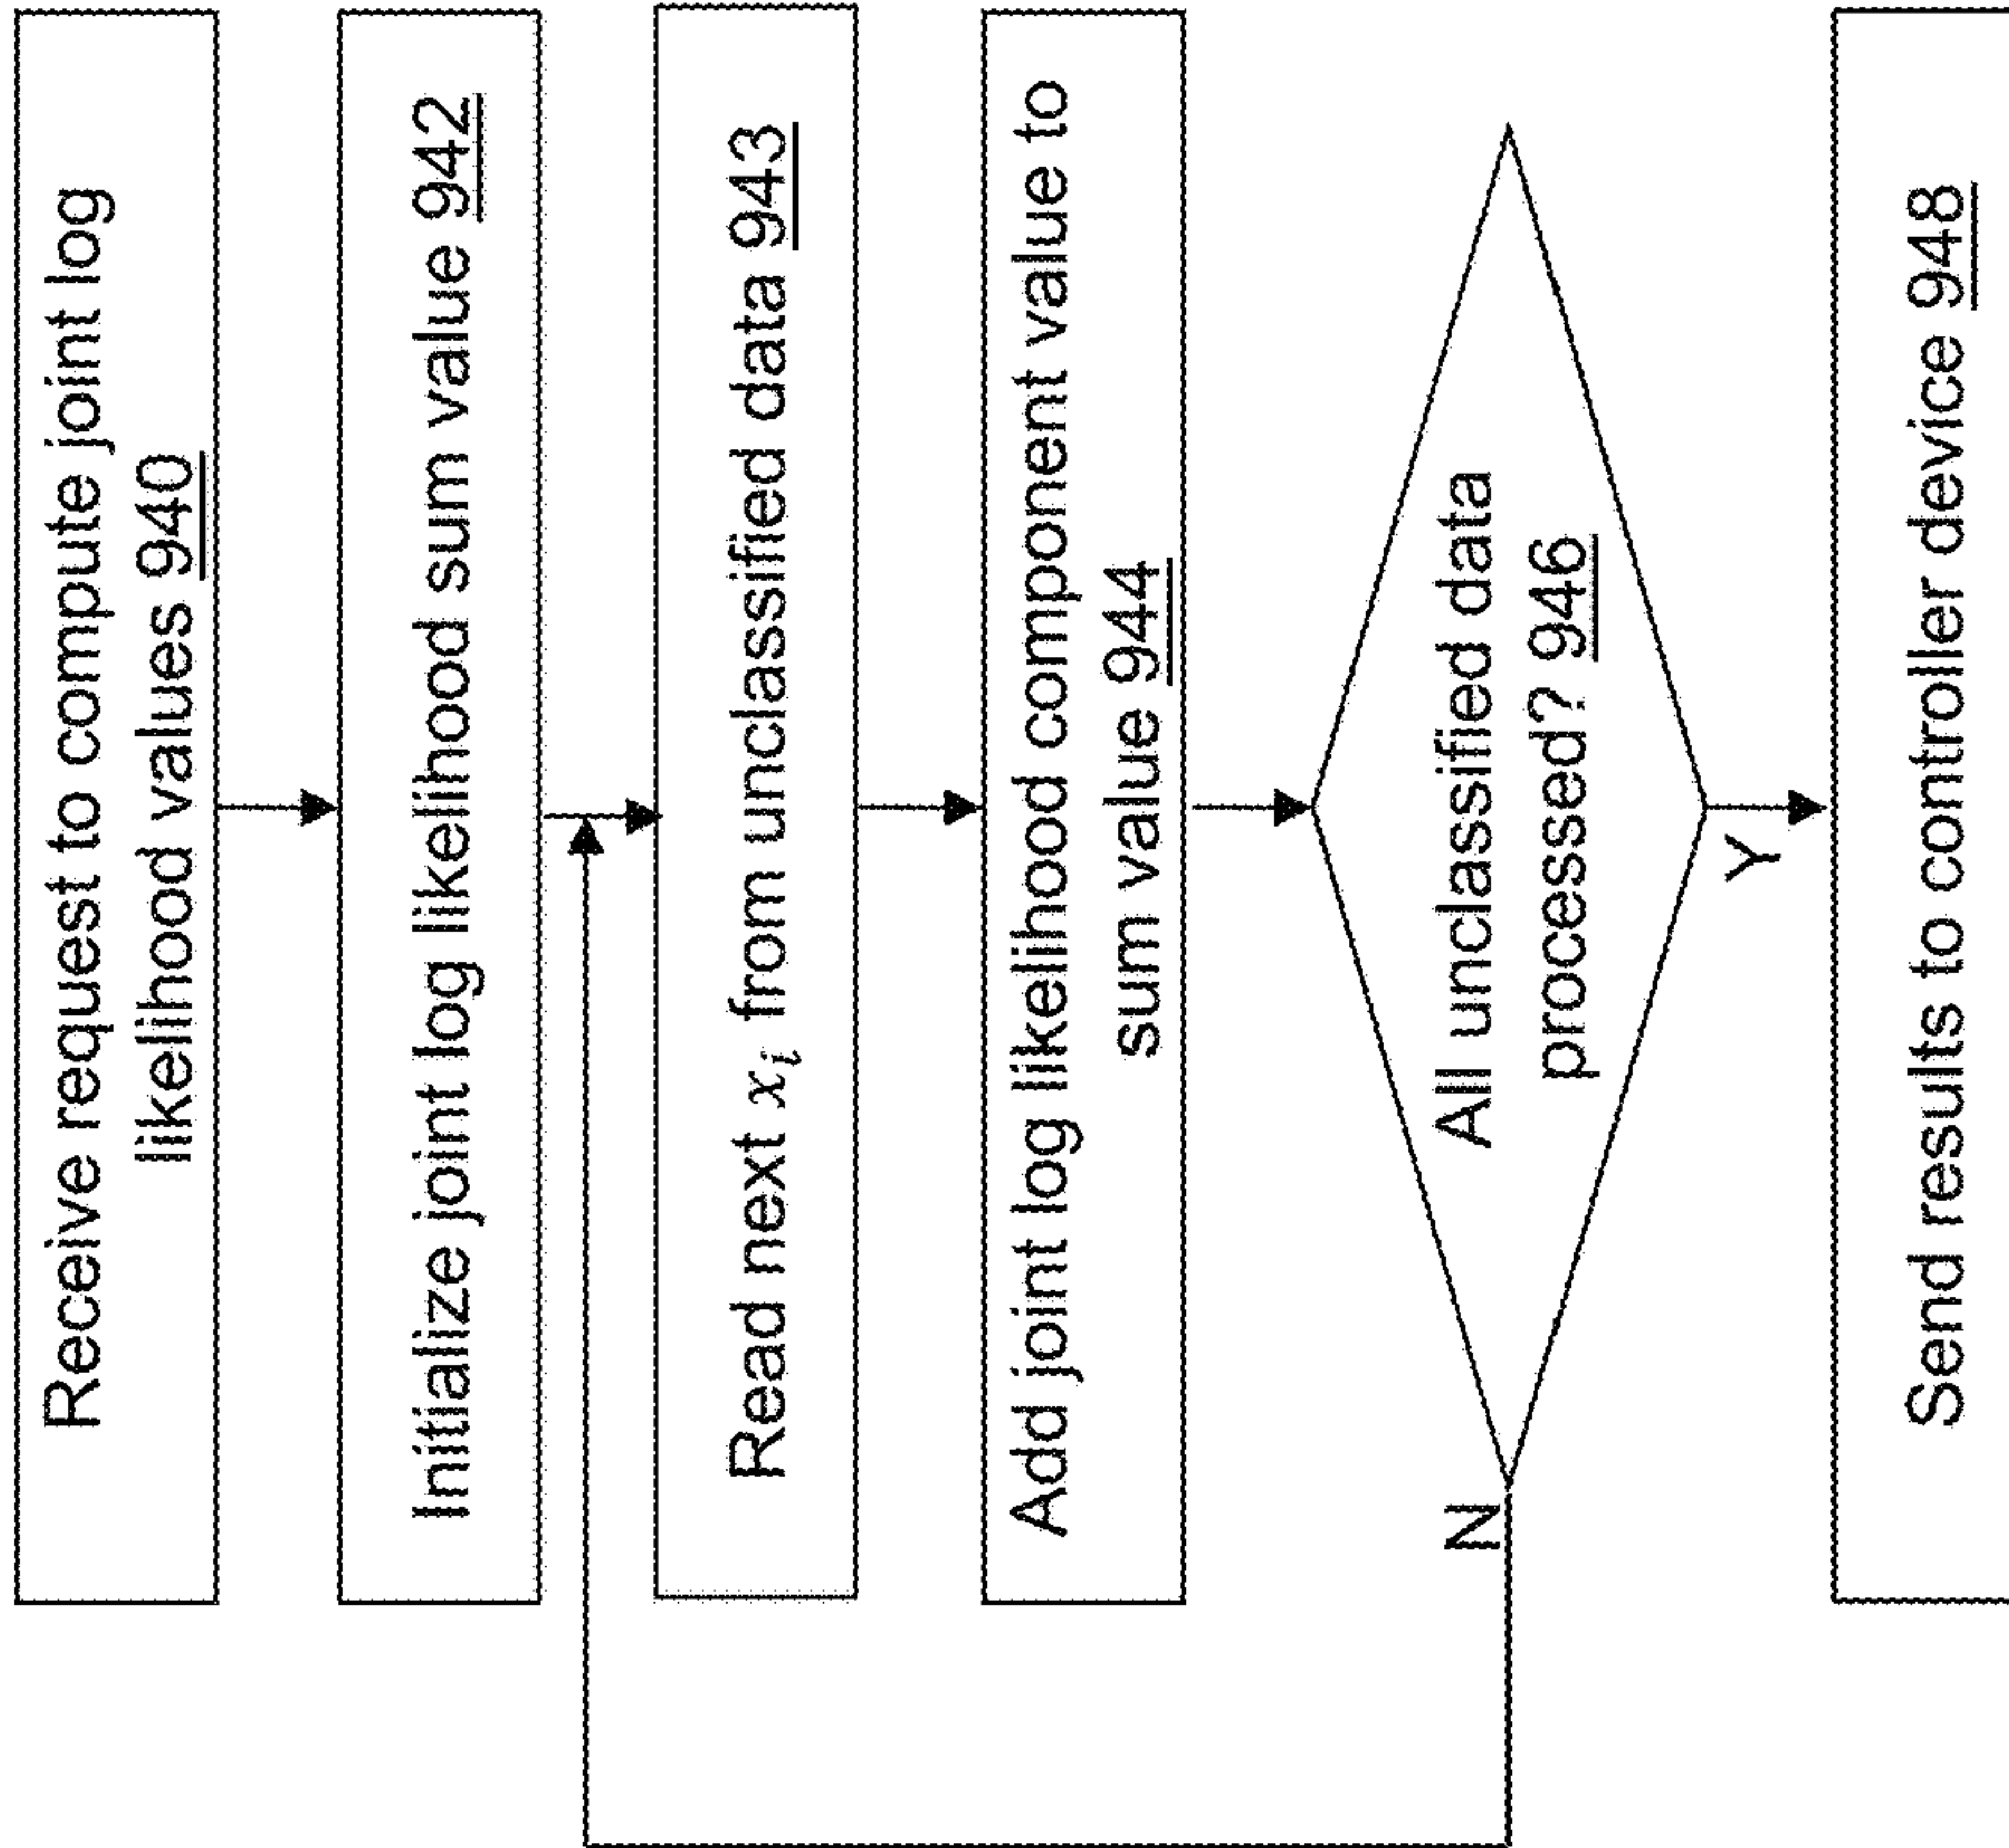 Receive request to compute joint log
likelihood values 940
Initialize joint log likelihood sum value 942
Read next xᵢ from unclassified data 943
Add joint log likelihood component value to
sum value 944
All unclassified data
processed? 946
N
Y
Send results to controller device 948